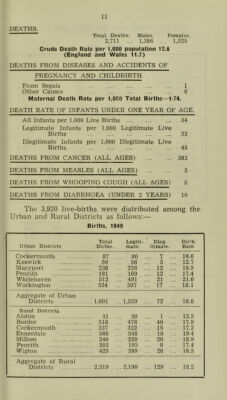 11
DEATHS.
Total Deaths. Males. Females.
2,711 1,386 1,325
Crude Death Rate per 1,000 population 12.8
(England and Wales 11.7)
DEATHS FROM DISEASES AND ACCIDENTS OF
PREGNANCY AND CHILDBIRTH
From Sepsis ... ... ... 1
Other Causes ... ... ... 6
Maternal Death Rate per 1,000 Total Births—1.74.
DEATH RATE OF INFANTS UNDER ONE YEAR OF AGE.
All Infants per 1,000 Live Births ... ... 34
Legitimate Infants per 1,000 Legitimate Live
Births ... ... ... 33
Illegitimate Infants per 1,000 Illegitimate Live
Births ... ... ... 45
DEATHS FROM CANCER (ALL AGES) ... 383
DEATHS FROM MEASLES (ALL AGES) ... 5
DEATHS FROM WHOOPING COUGH (ALL AGES) 3
DEATHS FROM DIARRHOEA (UNDER 2 YEARS) 10
The 3,920 live-births were distributed among the
Urban and Rural Districts as follows:—
Births, 1949
Urban Districts Total Births. Legiti- mate. Illeg itimate. Birth Rate
Cockermouth ... 87 ... 80 ... 7 ... 16.6
Keswick ... 59 ... 56 ... 3 ... 12.7
Maryport ... 238 ... 226 ... 12 ... 19.5
Penrith ... 181 ... 169 ... 12 ... 17.4
Whitehaven ... 512 ... 491 ... 21 ... 21.6
Workington ... 524 ... 507 ... 17 ... 18.1
Aggregate of Urban
Districts ... 1,601 ... 1,529 ... 72 ... 18.8
Rural Districts
Alston ... 31 ... 30 ... 1 ... 13.5
Border ... 518 ... 478 ... 40 ... 17.9
Cockermouth ... 337 ... 322 ... 15 ... 17.2
Ennerdale ... 566 ... 548 ... 18 ... 19.4
Millom ... 240 ... 220 ... 20 ... 18.9
Penrith ... 202 ... 193 ... 9 ... 17.4
Wigton ... 425 ... 399 ... 26 ... 18.5
Aggregate of Rural
Districts ... 2,319 ... 2,190 ... 129 ... 18.2